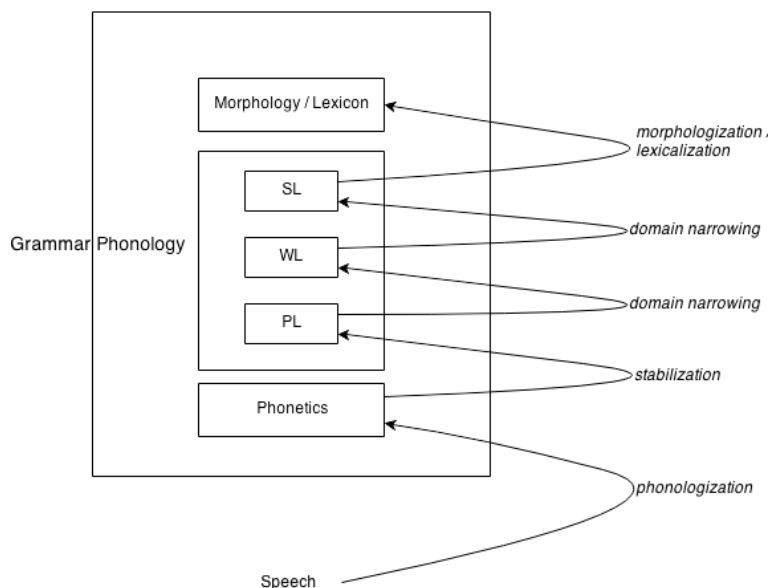 Morphology / Lexicon
morphologization /
lexicalization
SL
domain narrowing
Grammar Phonology
WL
domain narrowing
PL
stabilization
Phonetics
phonologization
Speech